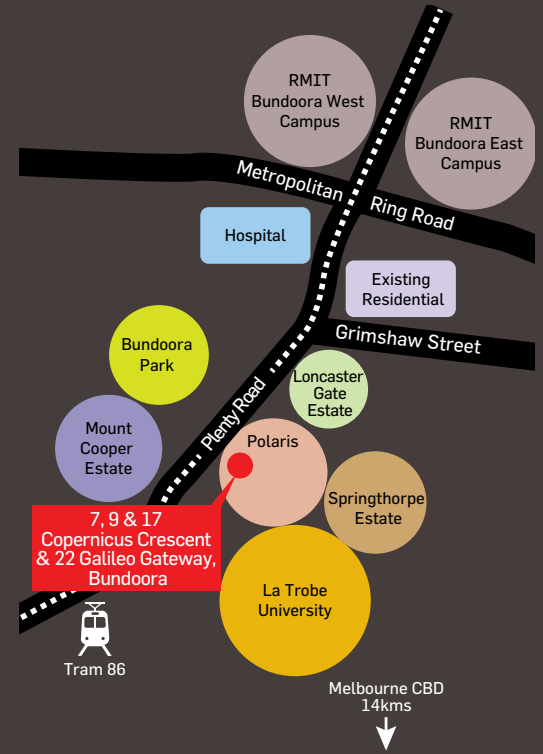 RMIT
Bundoora West
Campus
RMIT
Bundoora East
Campus
Metropolitan Ring Road
Hospital
Existing
Residential
Grimshaw Street
Bundoora
Park
Loncaster
Gate
Estate
Plenty Road
Mount
Cooper
Estate
Polaris
Springthorpe
Estate
7, 9 & 17
Copernicus Crescent
& 22 Galileo Gateway,
Bundoora
La Trobe
University
Tram 86
Melbourne CBD
14kms